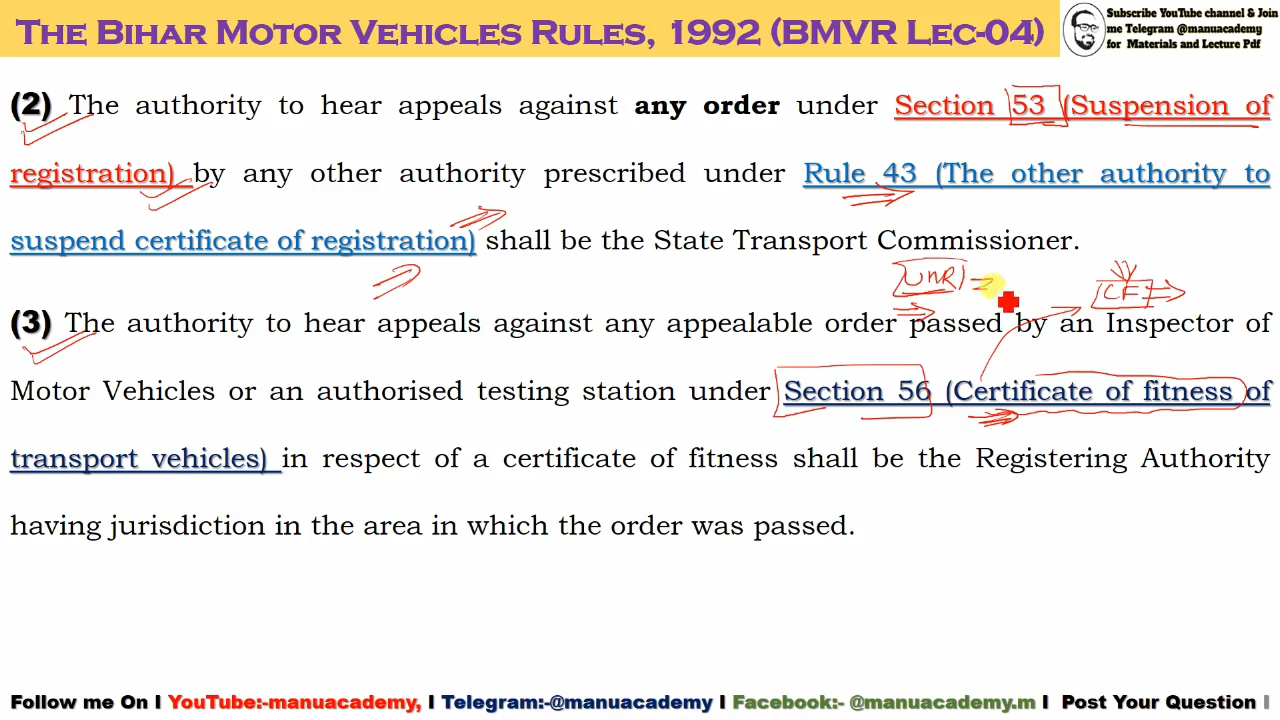 THE BIHAR MOTOR VEHICLES RULES, 1992 (BMVR LEC-04)
Subscribe YouTube channel & Join
me Telegram @manuacademy
for Materials and Lecture Pdf
(2) The authority to hear appeals against any order under Section 53 (Suspension of
registration) by any other authority prescribed under Rule 43 (The other authority to
suspend certificate of registration) shall be the State Transport Commissioner.
CF
(3) The authority to hear appeals against any appealable order passed by an Inspector of
Motor Vehicles or an authorised testing station under Section 56 (Certificate of fitness of
transport vehicles) in respect of a certificate of fitness shall be the Registering Authority
having jurisdiction in the area in which the order was passed.
Follow me On I YouTube:-manuacademy, I Telegram:-@manuacademy I Facebook:- @manuacademy.m I Post Your Question I